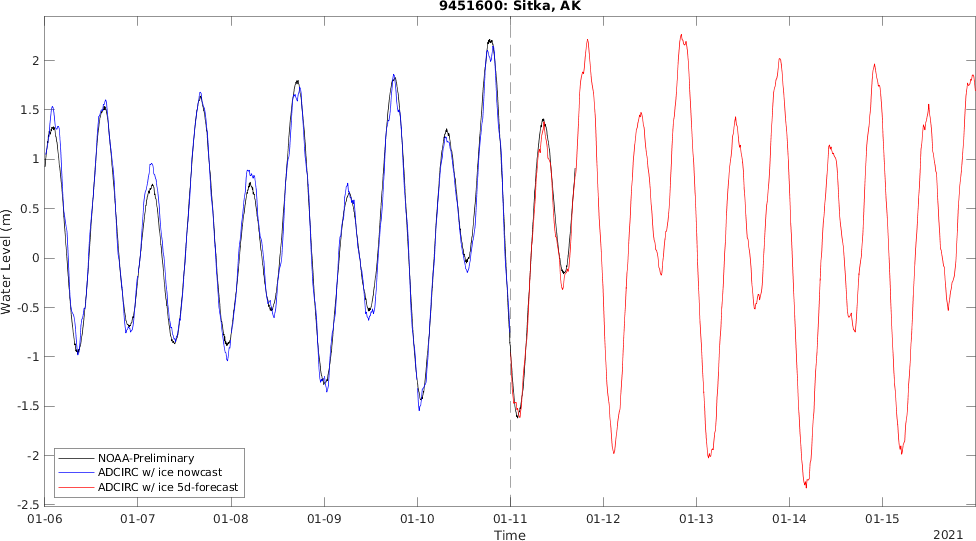 9451600: Sitka, AK
Water Level (m)
2
1.5
1
0.5
0
-0.5
-1
-1.5
-2
-2.5
NOAA-Preliminary
ADCIRC w/ ice nowcast
ADCIRC w/ ice 5d-forecast
01-06 01-07 01-08 01-09 01-10 01-11 01-12 01-13 01-14 01-15
Time
2021